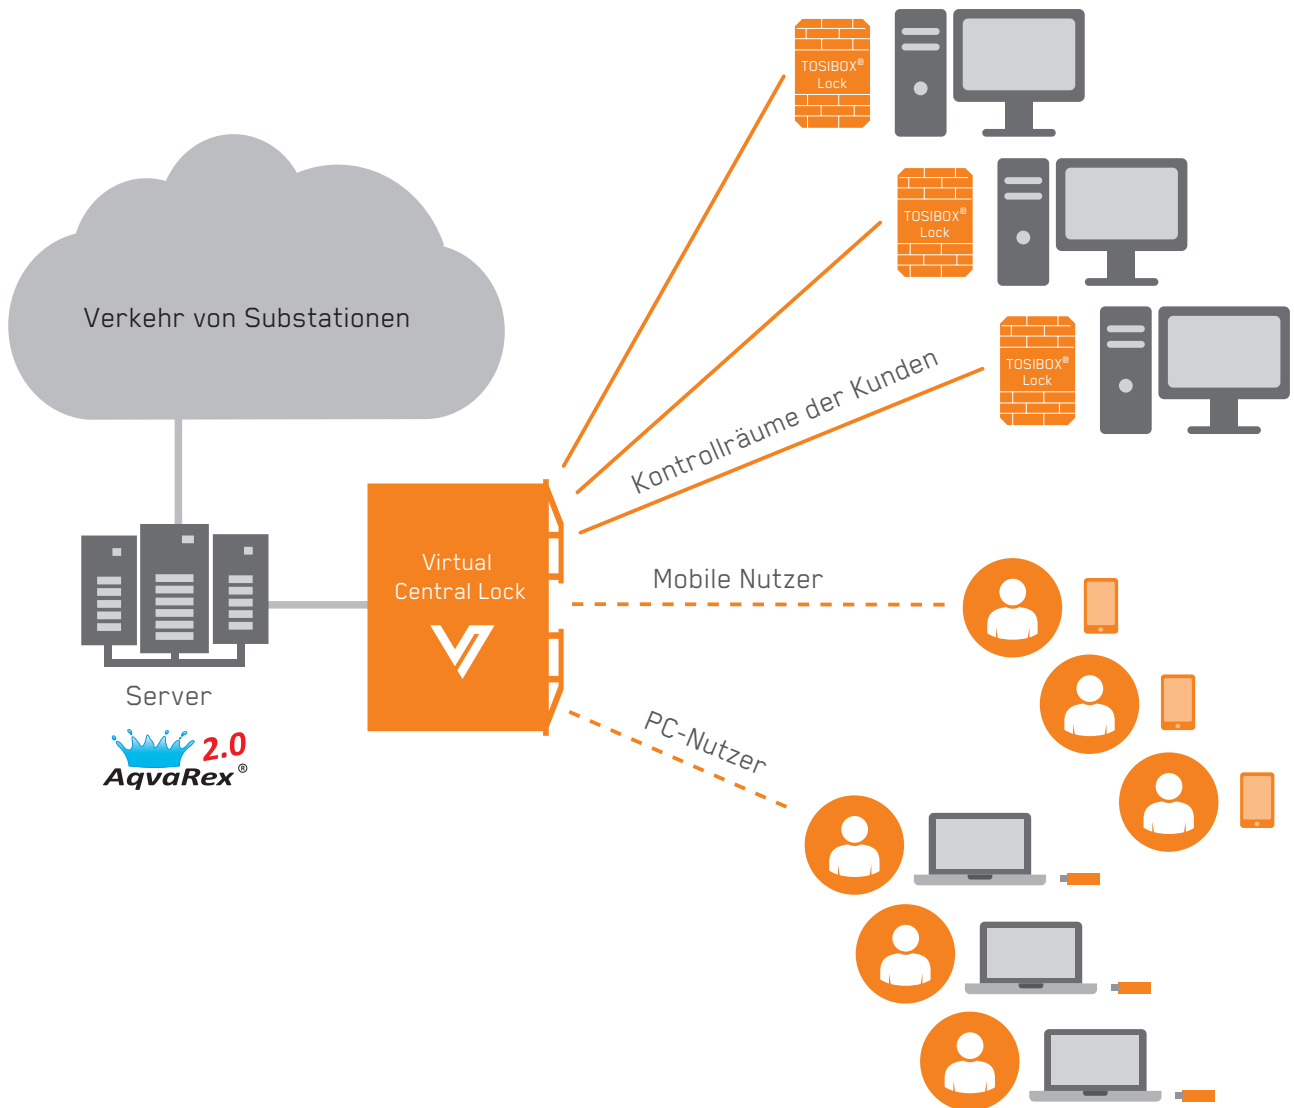 TOSIBOX®
Lock
TOSIBOX®
Lock
TOSIBOX®
Lock
Verkehr von Substationen
Kontrollräume der Kunden
Virtual
Central Lock
Mobile Nutzer
PC-Nutzer
Server
2.0
AqvaRex®